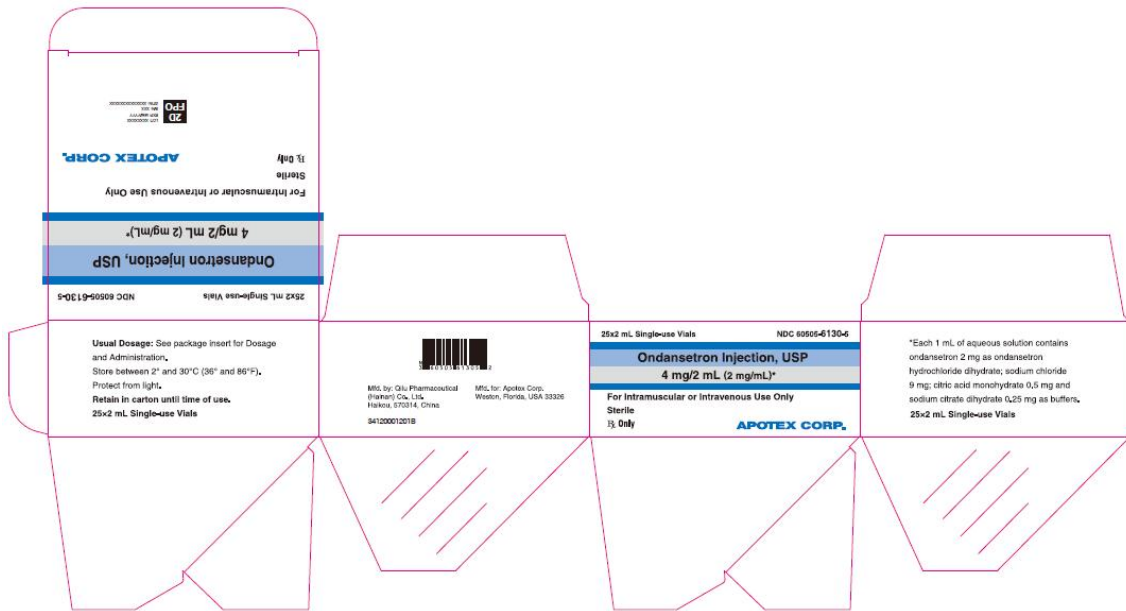 2D
FPO
APOTEX CORP.
℞ Only
Sterile
For Intramuscular or Intravenous Use Only
4 mg/2 mL (2 mg/mL)*
Ondansetron Injection, USP
25x2 mL Single-use Vials
NDC 60505-6130-5
Usual Dosage: See package insert for Dosage
and Administration.
Store between 2° and 30°C (36° and 86°F).
Protect from light.
Retain in carton until time of use.
25×2 mL Single-use Vials
Mfd. by: Qilu Pharmaceutical
(Hainan) Co., Ltd.
Haikou, 570314, China
34120001201B
Mfd. for: Apotex Corp.
Weston, Florida, USA 33326
25x2 mL Single-use Vials
NDC 60505-6130-5
Ondansetron Injection, USP
4 mg/2 mL (2 mg/mL)*
For Intramuscular or Intravenous Use Only
Sterile
℞ Only
APOTEX CORP.
*Each 1 mL of aqueous solution contains
ondansetron 2 mg as ondansetron
hydrochloride dihydrate; sodium chloride
9 mg; citric acid monohydrate 0.5 mg and
sodium citrate dihydrate 0.25 mg as buffers.
25×2 mL Single-use Vials